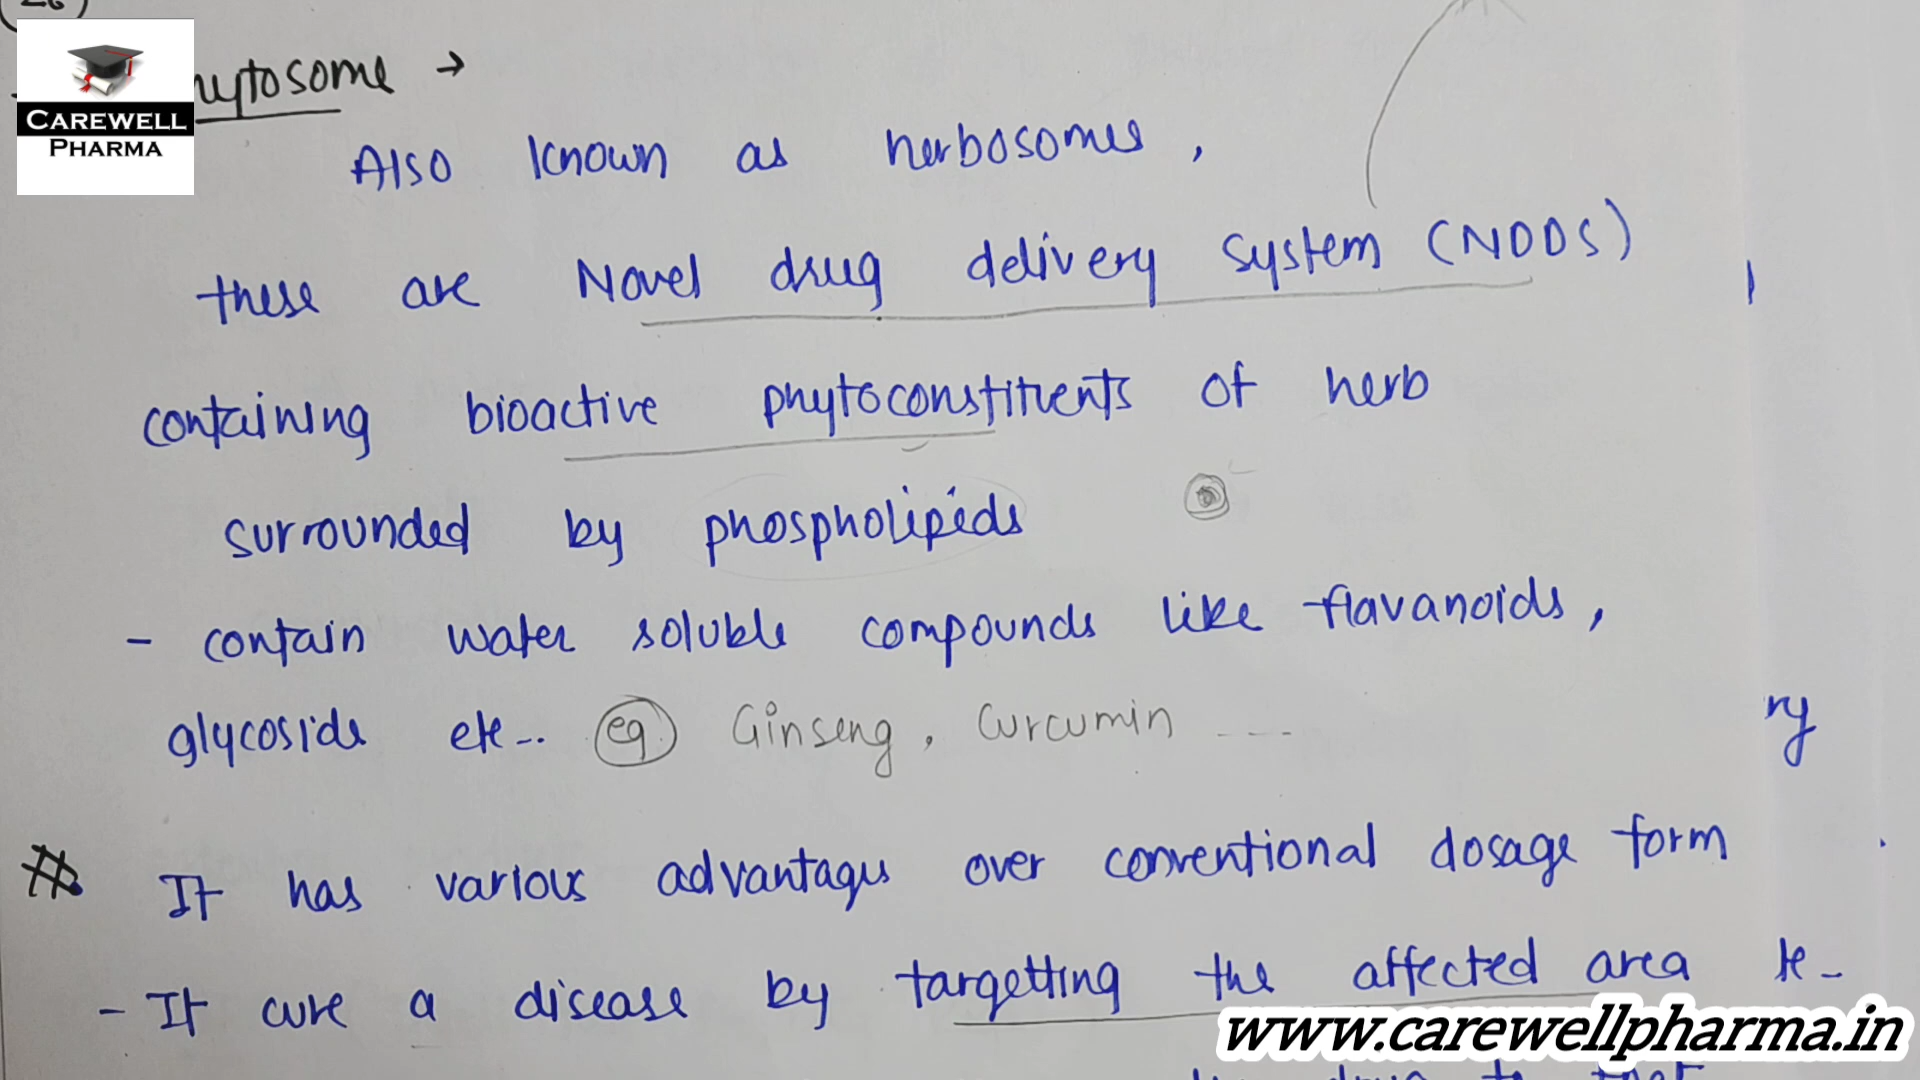 CAREWELL
PHARMA
hytosome →
Also known as herbosomes,
these are Novel drug delivery system (NDDS)
containing bioactive phytoconstituents of herb
surrounded by phospholipids
- contain water soluble compounds like flavanoids,
glycoside etc... eg Ginseng, Curcumin ---
ry
# It has various advantages over conventional dosage form
- It cure a disease by targetting the affected area
www.carewellpharma.in